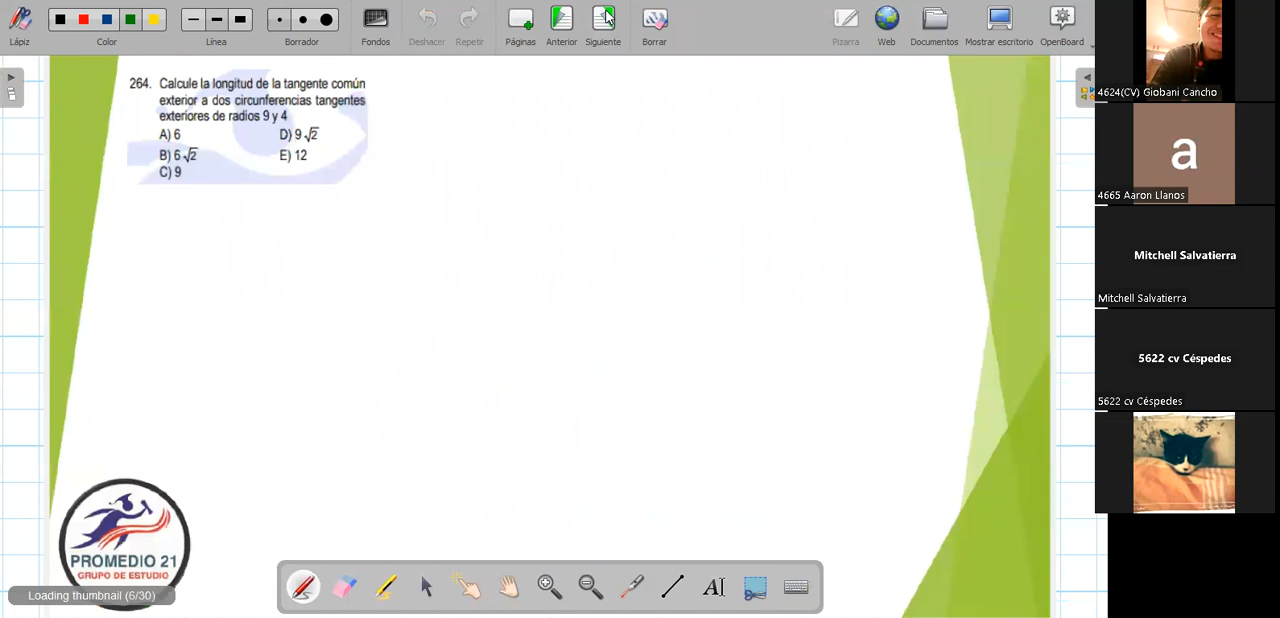 Lápiz
Color
Línea
Borrador
Fondos
Deshacer
Repetir
Páginas
Anterior
Siguiente
Borrar
Pizarra
Web
Documentos
Mostrar escritorio
OpenBoard
264. Calcule la longitud de la tangente común
exterior a dos circunferencias tangentes
exteriores de radios 9 y 4
A) 6 D) 9 √2
B) 6 √2 E) 12
C) 9
4624(CV) Giobani Cancho
a
4665 Aaron Llanos
Mitchell Salvatierra
Mitchell Salvatierra
5622 cv Céspedes
5622 cv Céspedes
PROMEDIO 21
GRUPO DE ESTUDIO
Loading thumbnail (6/30)